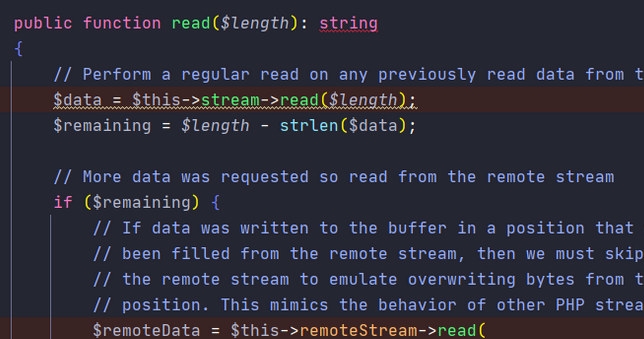 public function read($length): string
{
// Perform a regular read on any previously read data from t
$data = $this->stream->read($length);
$remaining = $length - strlen($data);
// More data was requested so read from the remote stream
if ($remaining) {
// If data was written to the buffer in a position that
// been filled from the remote stream, then we must skip
// the remote stream to emulate overwriting bytes from t
// position. This mimics the behavior of other PHP strea
$remoteData = $this->remoteStream->read(